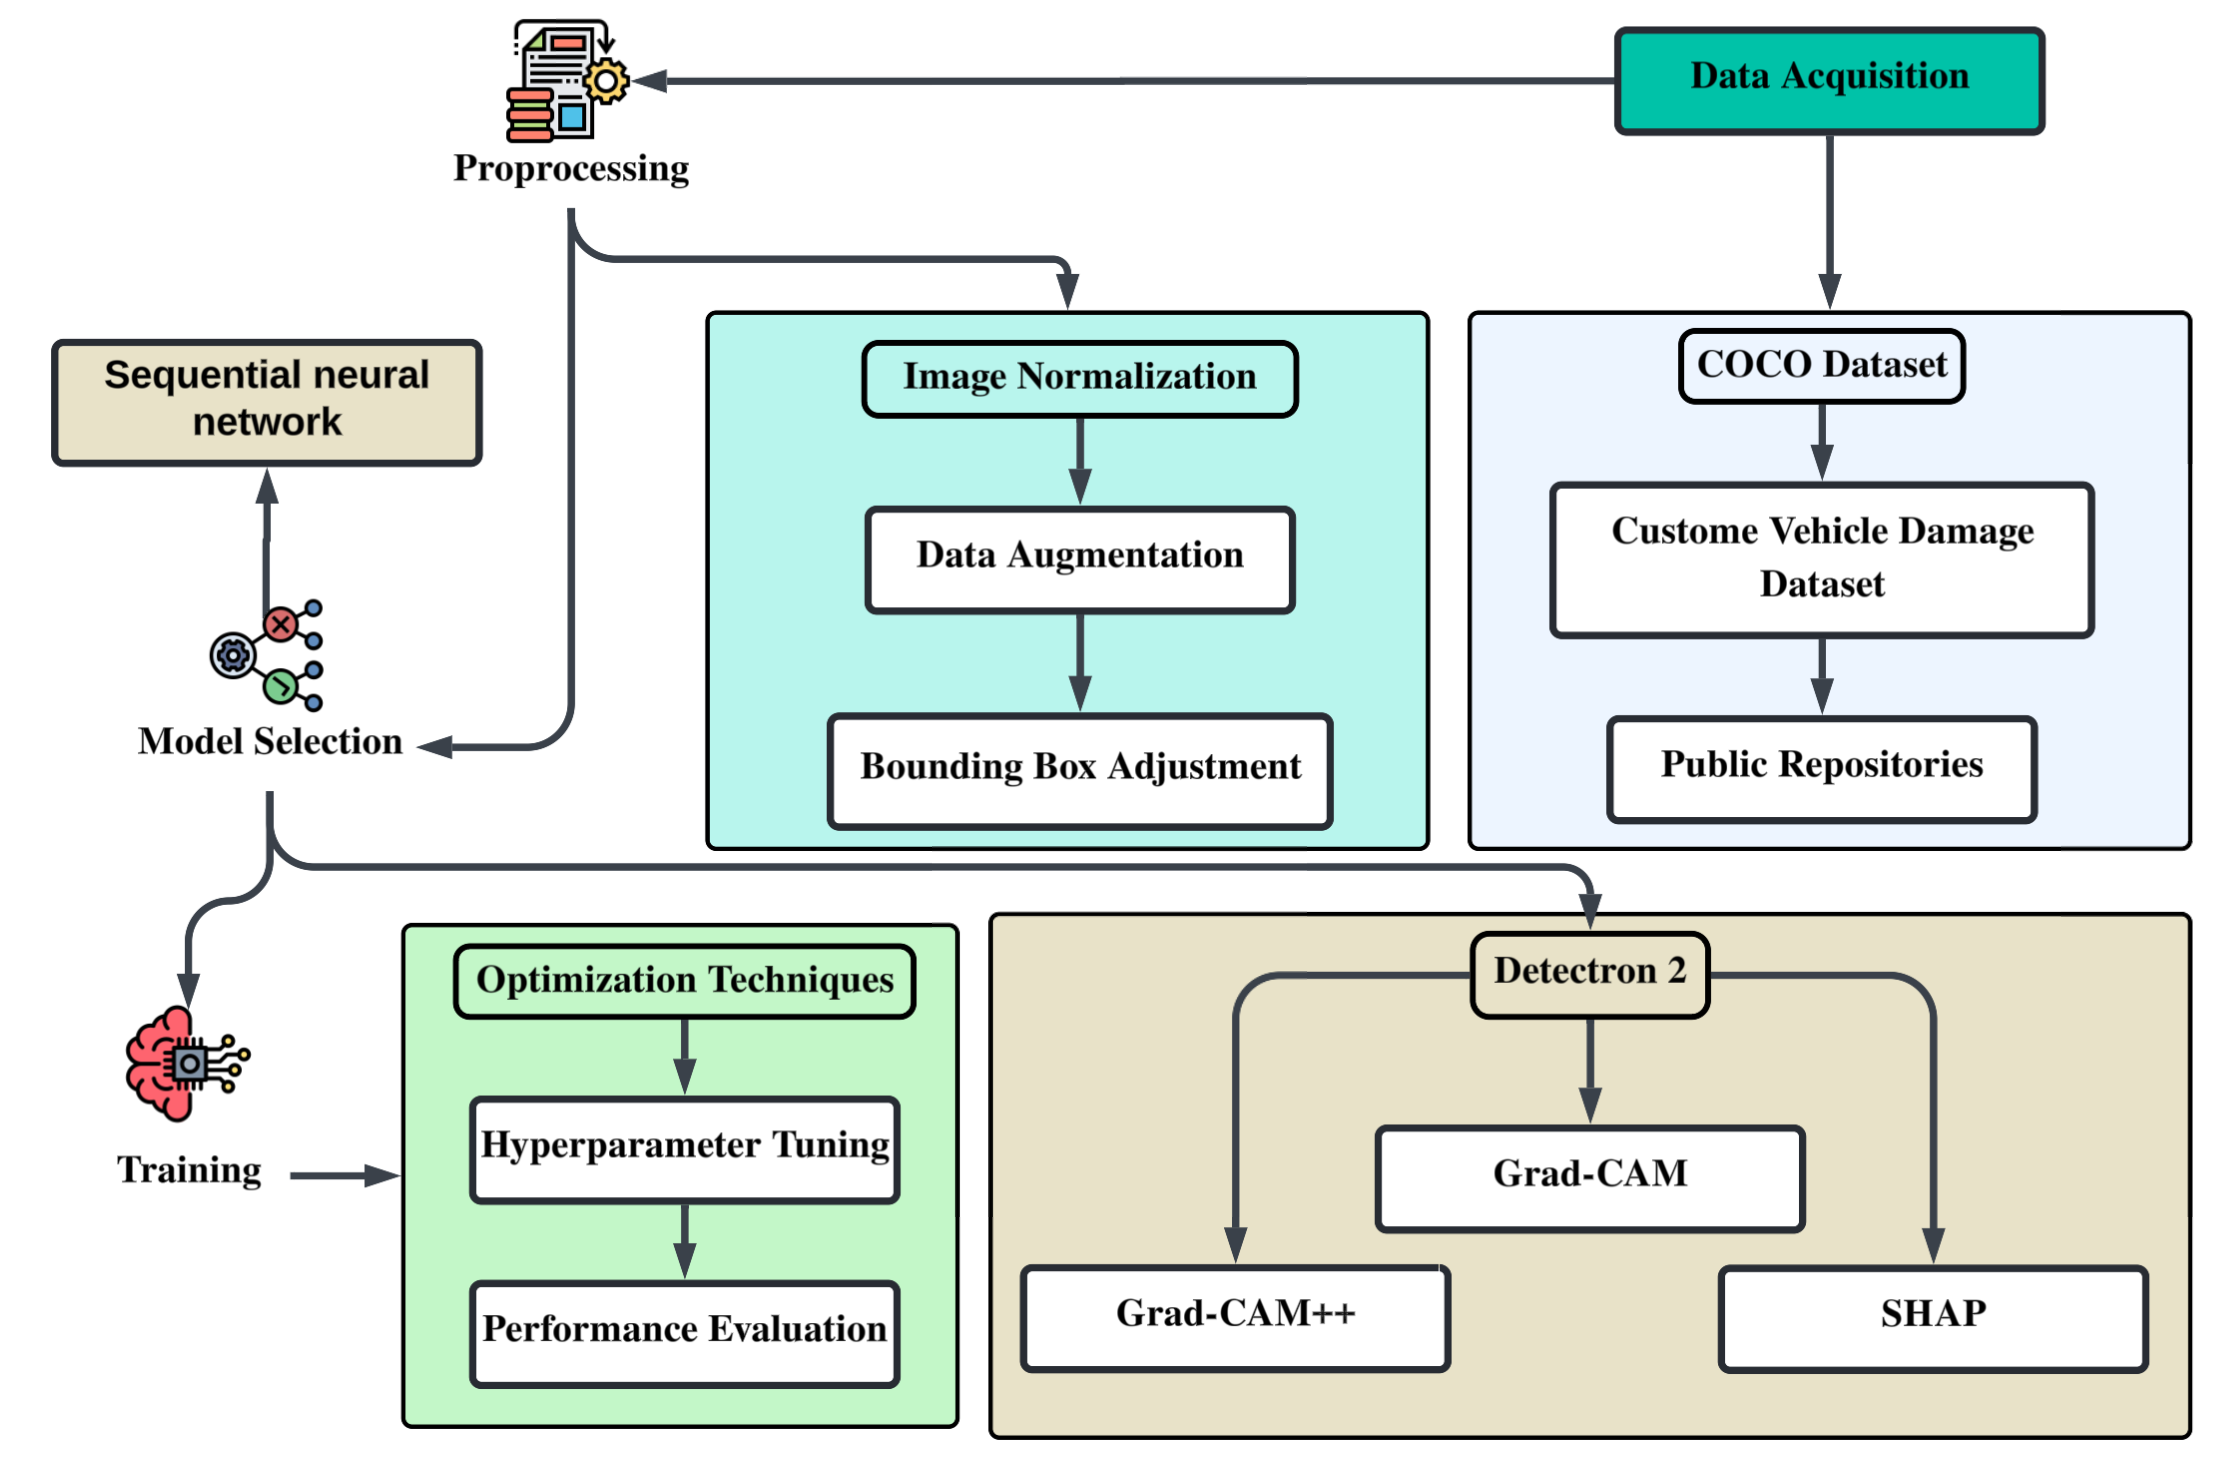 Data Acquisition
Proprocessing
Sequential neural
network
Image Normalization
COCO Dataset
Data Augmentation
Custome Vehicle Damage
Dataset
Model Selection
Bounding Box Adjustment
Public Repositories
Optimization Techniques
Detectron 2
Training
Hyperparameter Tuning
Grad-CAM
Performance Evaluation
Grad-CAM++
SHAP